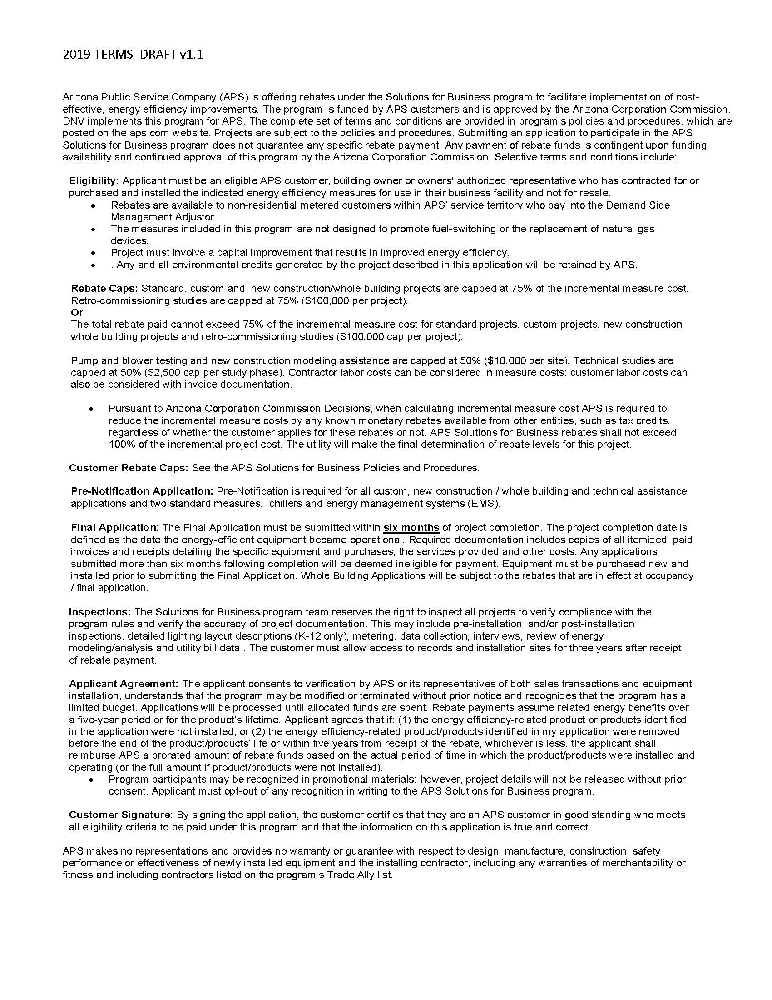 2019 TERMS  DRAFT v1.1
Arizona Public Service Company (APS) is offering rebates under the Solutions for Business program to facilitate implementation of cost-
effective, energy efficiency improvements. The program is funded by APS customers and is approved by the Arizona Corporation Commission.
DNV implements this program for APS. The complete set of terms and conditions are provided in program's policies and procedures, which are
posted on the aps.com website. Projects are subject to the policies and procedures. Submitting an application to participate in the APS
Solutions for Business program does not guarantee any specific rebate payment. Any payment of rebate funds is contingent upon funding
availability and continued approval of this program by the Arizona Corporation Commission. Selective terms and conditions include:
Eligibility: Applicant must be an eligible APS customer, building owner or owners' authorized representative who has contracted for or
purchased and installed the indicated energy efficiency measures for use in their business facility and not for resale.
• Rebates are available to non-residential metered customers within APS' service territory who pay into the Demand Side
Management Adjustor.
• The measures included in this program are not designed to promote fuel-switching or the replacement of natural gas
devices.
• Project must involve a capital improvement that results in improved energy efficiency.
• . Any and all environmental credits generated by the project described in this application will be retained by APS.
Rebate Caps: Standard, custom and  new construction/whole building projects are capped at 75% of the incremental measure cost.
Retro-commissioning studies are capped at 75% ($100,000 per project).
Or
The total rebate paid cannot exceed 75% of the incremental measure cost for standard projects, custom projects, new construction
whole building projects and retro-commissioning studies ($100,000 cap per project).
Pump and blower testing and new construction modeling assistance are capped at 50% ($10,000 per site). Technical studies are
capped at 50% ($2,500 cap per study phase). Contractor labor costs can be considered in measure costs; customer labor costs can
also be considered with invoice documentation.
• Pursuant to Arizona Corporation Commission Decisions, when calculating incremental measure cost APS is required to
reduce the incremental measure costs by any known monetary rebates available from other entities, such as tax credits,
regardless of whether the customer applies for these rebates or not. APS Solutions for Business rebates shall not exceed
100% of the incremental project cost. The utility will make the final determination of rebate levels for this project.
Customer Rebate Caps: See the APS Solutions for Business Policies and Procedures.
Pre-Notification Application: Pre-Notification is required for all custom, new construction / whole building and technical assistance
applications and two standard measures,  chillers and energy management systems (EMS).
Final Application: The Final Application must be submitted within six months of project completion. The project completion date is
defined as the date the energy-efficient equipment became operational. Required documentation includes copies of all itemized, paid
invoices and receipts detailing the specific equipment and purchases, the services provided and other costs. Any applications
submitted more than six months following completion will be deemed ineligible for payment. Equipment must be purchased new and
installed prior to submitting the Final Application. Whole Building Applications will be subject to the rebates that are in effect at occupancy
/ final application.
Inspections: The Solutions for Business program team reserves the right to inspect all projects to verify compliance with the
program rules and verify the accuracy of project documentation. This may include pre-installation  and/or post-installation
inspections, detailed lighting layout descriptions (K-12 only), metering, data collection, interviews, review of energy
modeling/analysis and utility bill data . The customer must allow access to records and installation sites for three years after receipt
of rebate payment.
Applicant Agreement: The applicant consents to verification by APS or its representatives of both sales transactions and equipment
installation, understands that the program may be modified or terminated without prior notice and recognizes that the program has a
limited budget. Applications will be processed until allocated funds are spent. Rebate payments assume related energy benefits over
a five-year period or for the product's lifetime. Applicant agrees that if: (1) the energy efficiency-related product or products identified
in the application were not installed, or (2) the energy efficiency-related product/products identified in my application were removed
before the end of the product/products' life or within five years from receipt of the rebate, whichever is less, the applicant shall
reimburse APS a prorated amount of rebate funds based on the actual period of time in which the product/products were installed and
operating (or the full amount if product/products were not installed).
• Program participants may be recognized in promotional materials; however, project details will not be released without prior
consent. Applicant must opt-out of any recognition in writing to the APS Solutions for Business program.
Customer Signature: By signing the application, the customer certifies that they are an APS customer in good standing who meets
all eligibility criteria to be paid under this program and that the information on this application is true and correct.
APS makes no representations and provides no warranty or guarantee with respect to design, manufacture, construction, safety
performance or effectiveness of newly installed equipment and the installing contractor, including any warranties of merchantability or
fitness and including contractors listed on the program's Trade Ally list.